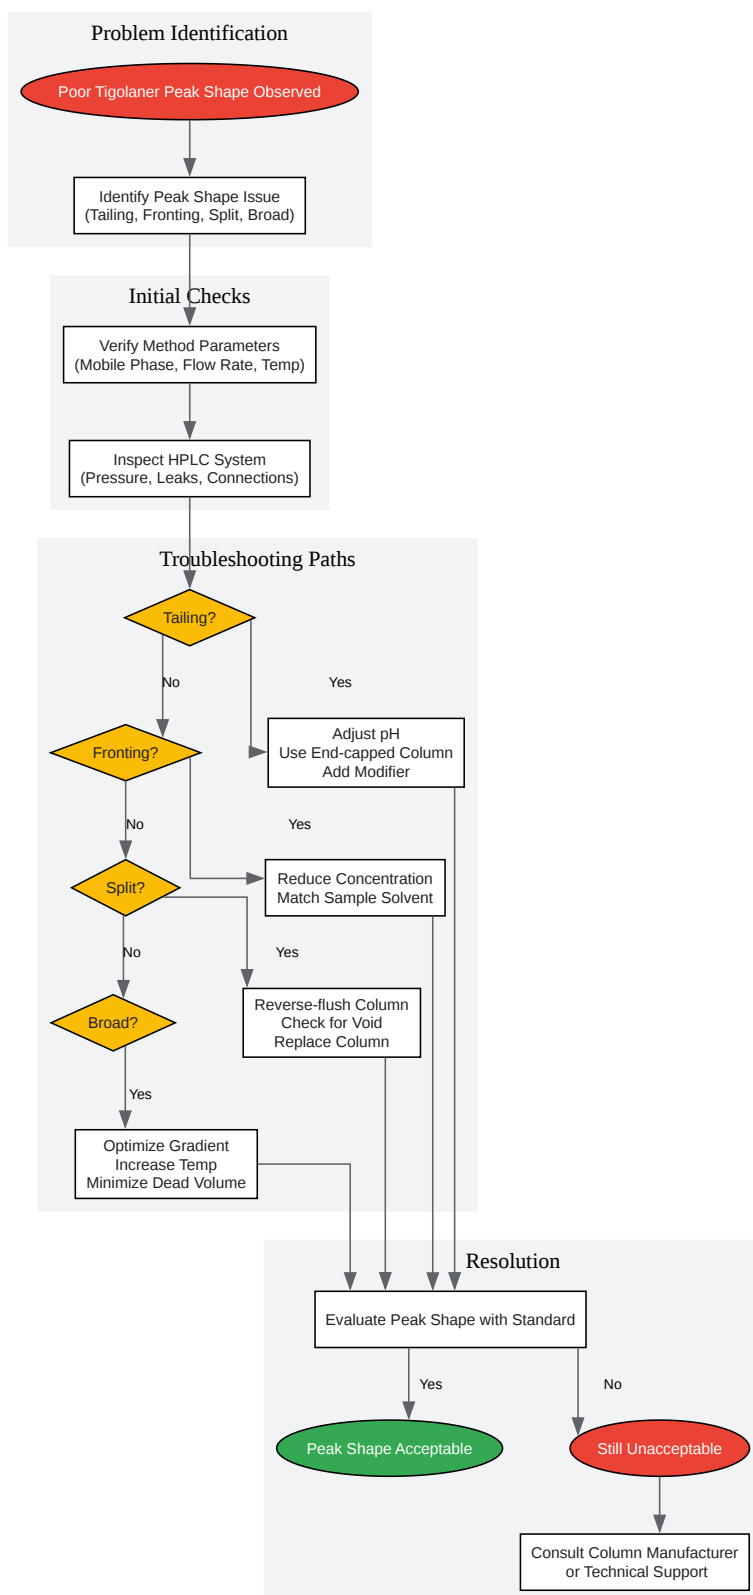 Problem Identification
Poor Tigolaner Peak Shape Observed
Identify Peak Shape Issue
(Tailing, Fronting, Split, Broad)
Initial Checks
Verify Method Parameters
(Mobile Phase, Flow Rate, Temp)
Inspect HPLC System
(Pressure, Leaks, Connections)
Troubleshooting Paths
Tailing?
No
Yes
Adjust pH
Use End-capped Column
Add Modifier
Fronting?
No
Yes
Reduce Concentration
Match Sample Solvent
Split?
No
Yes
Reverse-flush Column
Check for Void
Replace Column
Broad?
Yes
Optimize Gradient
Increase Temp
Minimize Dead Volume
Resolution
Evaluate Peak Shape with Standard
Yes
No
Peak Shape Acceptable
Still Unacceptable
Consult Column Manufacturer
or Technical Support